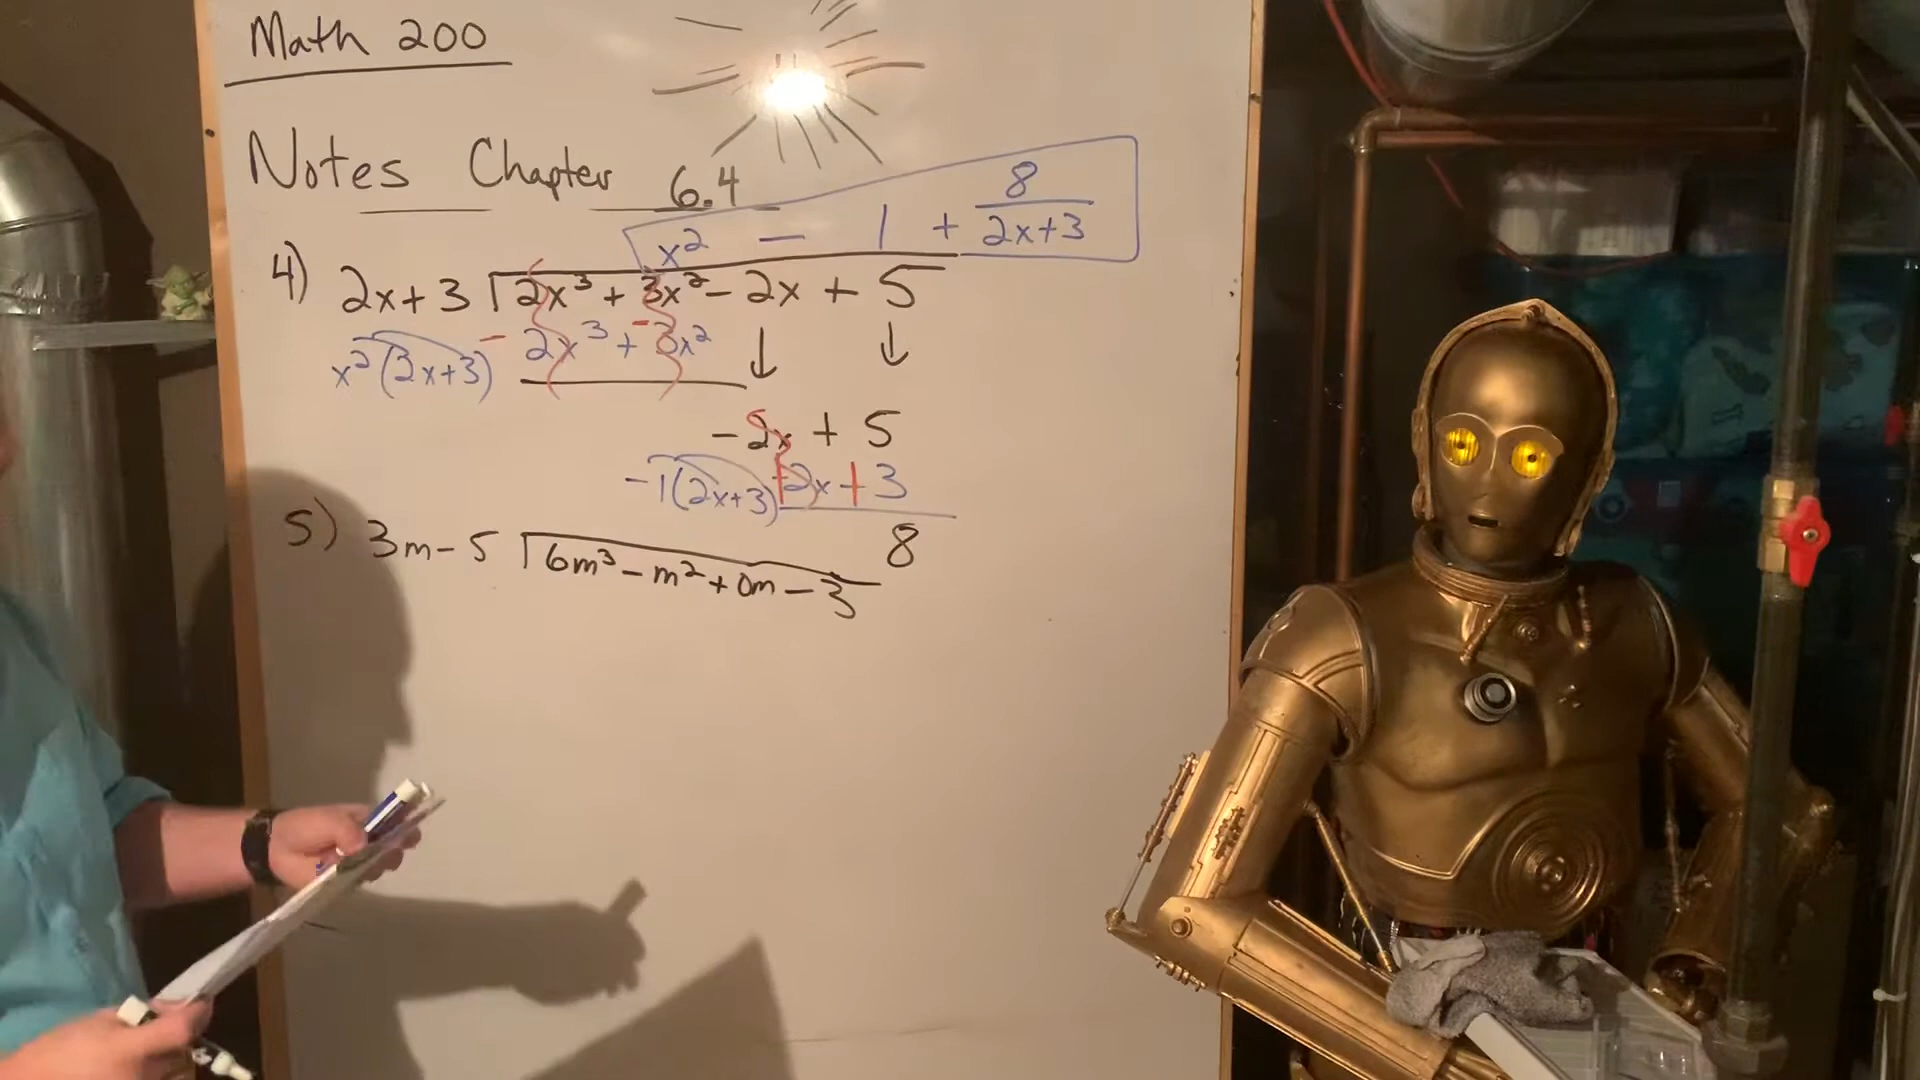 Math 200
Notes Chapter 6.4
x² - 1 + 8/(2x+3)
4) 2x+3 ⟌ 2x³ + 3x² - 2x + 5
x²(2x+3) - 2x³ + - 3x²
↓ ↓
-2x + 5
-1(2x+3) +2x + 3
8
5) 3m-5 ⟌ 6m³ - m² + 0m - 3